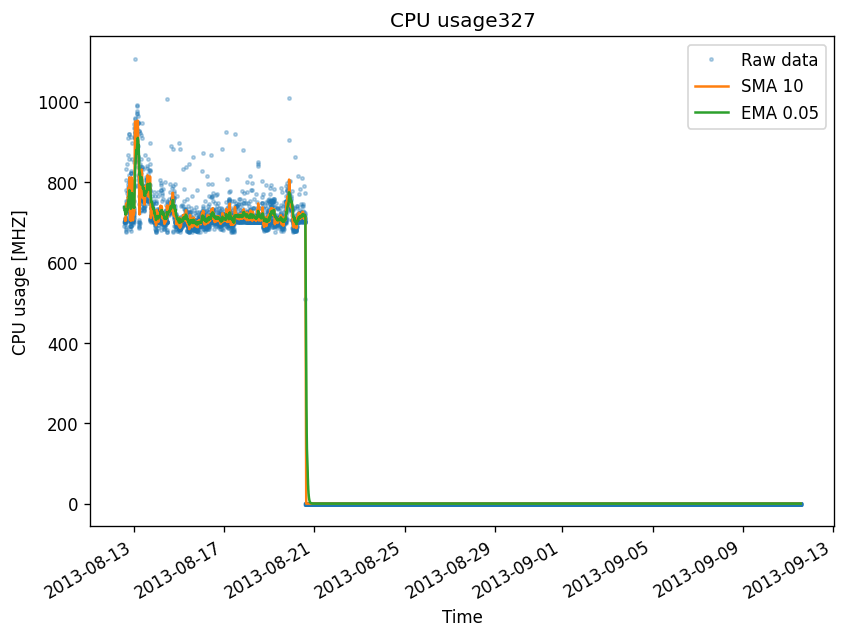 CPU usage327
Raw data
SMA 10
EMA 0.05
CPU usage [MHZ]
1000
800
600
400
200
0
2013-08-13
2013-08-17
2013-08-21
2013-08-25
2013-08-29
2013-09-01
2013-09-05
2013-09-09
2013-09-13
Time